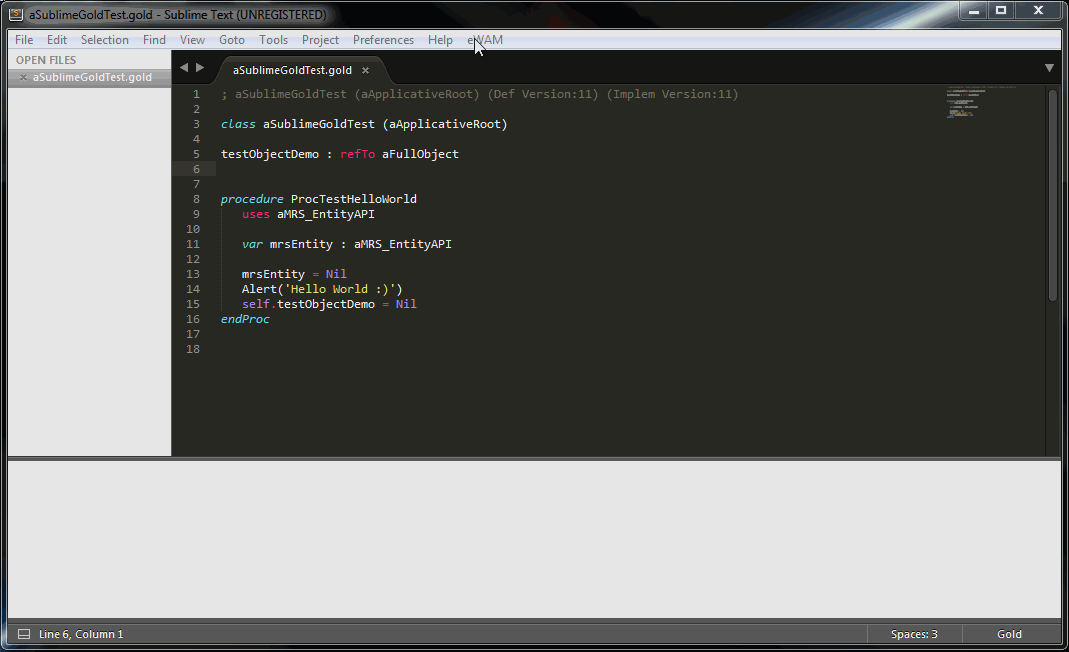 aSublimeGoldTest.gold - Sublime Text (UNREGISTERED)
File Edit Selection Find View Goto Tools Project Preferences Help eWAM
OPEN FILES
aSublimeGoldTest.gold
aSublimeGoldTest.gold
1 ; aSublimeGoldTest (aApplicativeRoot) (Def Version:11) (Implem Version:11)
2
3 class aSublimeGoldTest (aApplicativeRoot)
4
5 testObjectDemo : refTo aFullObject
6
7
8 procedure ProcTestHelloWorld
9 uses aMRS_EntityAPI
10
11 var mrsEntity : aMRS_EntityAPI
12
13 mrsEntity = Nil
14 Alert('Hello World :)')
15 self.testObjectDemo = Nil
16 endProc
17
18
Line 6, Column 1 Spaces: 3 Gold